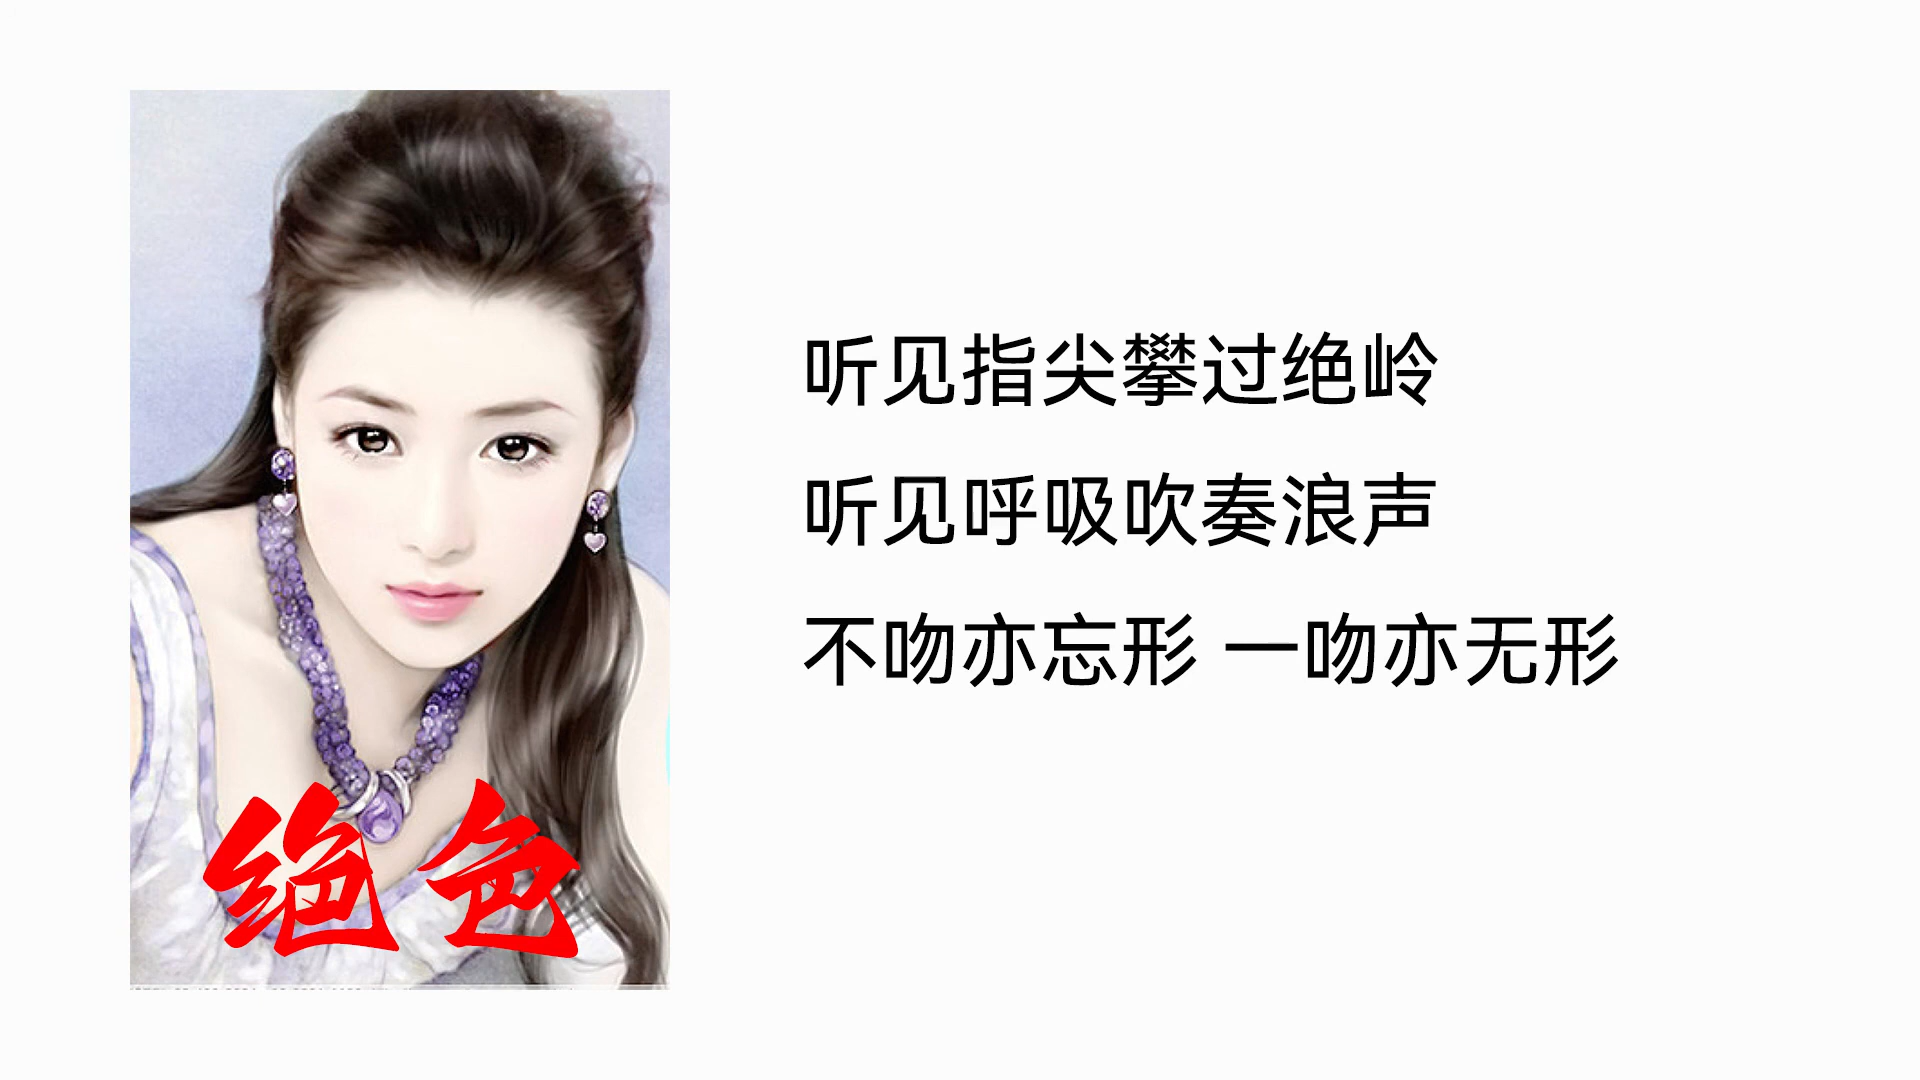 绝色
听见指尖攀过绝岭
听见呼吸吹奏浪声
不吻亦忘形 一吻亦无形